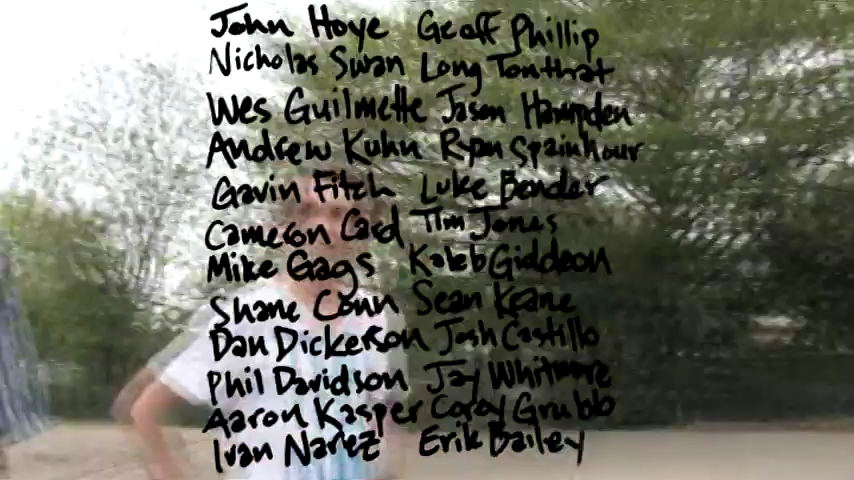 John Hoye Geoff Phillip
Nicholas Swan Long Tonthat
Wes Guilmette Jason Hampden
Andrew Kuhn Ryan Spainhour
Gavin Fitch Luke Bender
Cameron Card Tim Jones
Mike Gags Kaleb Giddeon
Shane Conn Sean Keane
Dan Dickerson Josh Castillo
Phil Davidson Jay Whitmore
Aaron Kasper Corey Grubb
Ivan Narez Erik Bailey